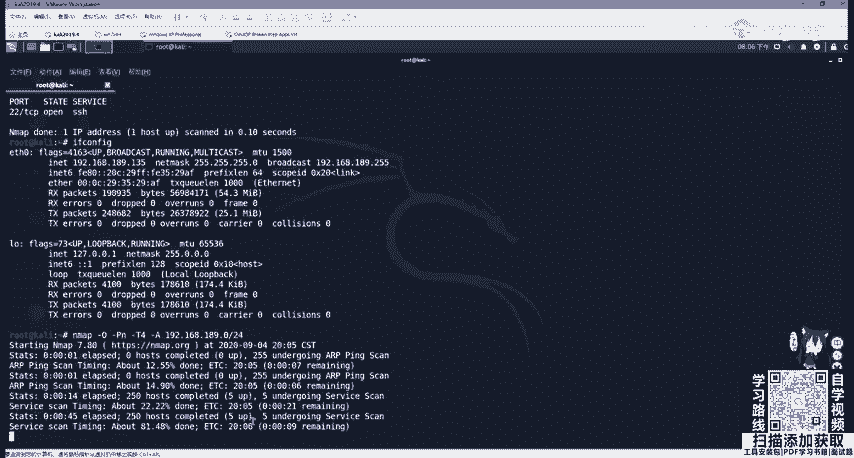 root@kali: ~
08:06 下午
root@kali: ~
文件(F) 动作(A) 编辑(E) 查看(V) 帮助(H)
root@kali: ~
PORT STATE SERVICE
22/tcp open ssh
Nmap done: 1 IP address (1 host up) scanned in 0.10 seconds
root@kali:~# ifconfig
eth0: flags=4163<UP,BROADCAST,RUNNING,MULTICAST> mtu 1500
inet 192.168.189.135 netmask 255.255.255.0 broadcast 192.168.189.255
inet6 fe80::20c:29ff:fe35:29af prefixlen 64 scopeid 0x20<link>
ether 00:0c:29:35:29:af txqueuelen 1000 (Ethernet)
RX packets 190935 bytes 56984171 (54.3 MiB)
RX errors 0 dropped 0 overruns 0 frame 0
TX packets 248682 bytes 26378922 (25.1 MiB)
TX errors 0 dropped 0 overruns 0 carrier 0 collisions 0
lo: flags=73<UP,LOOPBACK,RUNNING> mtu 65536
inet 127.0.0.1 netmask 255.0.0.0
inet6 ::1 prefixlen 128 scopeid 0x10<host>
loop txqueuelen 1000 (Local Loopback)
RX packets 4100 bytes 178610 (174.4 KiB)
RX errors 0 dropped 0 overruns 0 frame 0
TX packets 4100 bytes 178610 (174.4 KiB)
TX errors 0 dropped 0 overruns 0 carrier 0 collisions 0
root@kali:~# nmap -O -Pn -T4 -A 192.168.189.0/24
Starting Nmap 7.80 ( https://nmap.org ) at 2020-09-04 20:05 CST
Stats: 0:00:01 elapsed; 0 hosts completed (0 up), 255 undergoing ARP Ping Scan
ARP Ping Scan Timing: About 12.55% done; ETC: 20:05 (0:00:07 remaining)
Stats: 0:00:01 elapsed; 0 hosts completed (0 up), 255 undergoing ARP Ping Scan
ARP Ping Scan Timing: About 14.90% done; ETC: 20:05 (0:00:06 remaining)
Stats: 0:00:14 elapsed; 250 hosts completed (5 up), 5 undergoing Service Scan
Service scan Timing: About 22.22% done; ETC: 20:05 (0:00:21 remaining)
Stats: 0:00:45 elapsed; 250 hosts completed (5 up), 5 undergoing Service Scan
Service scan Timing: About 81.48% done; ETC: 20:06 (0:00:09 remaining)
学习路线
自学视频
扫描添加获取
工具安装包|PDF学习书籍|面试题